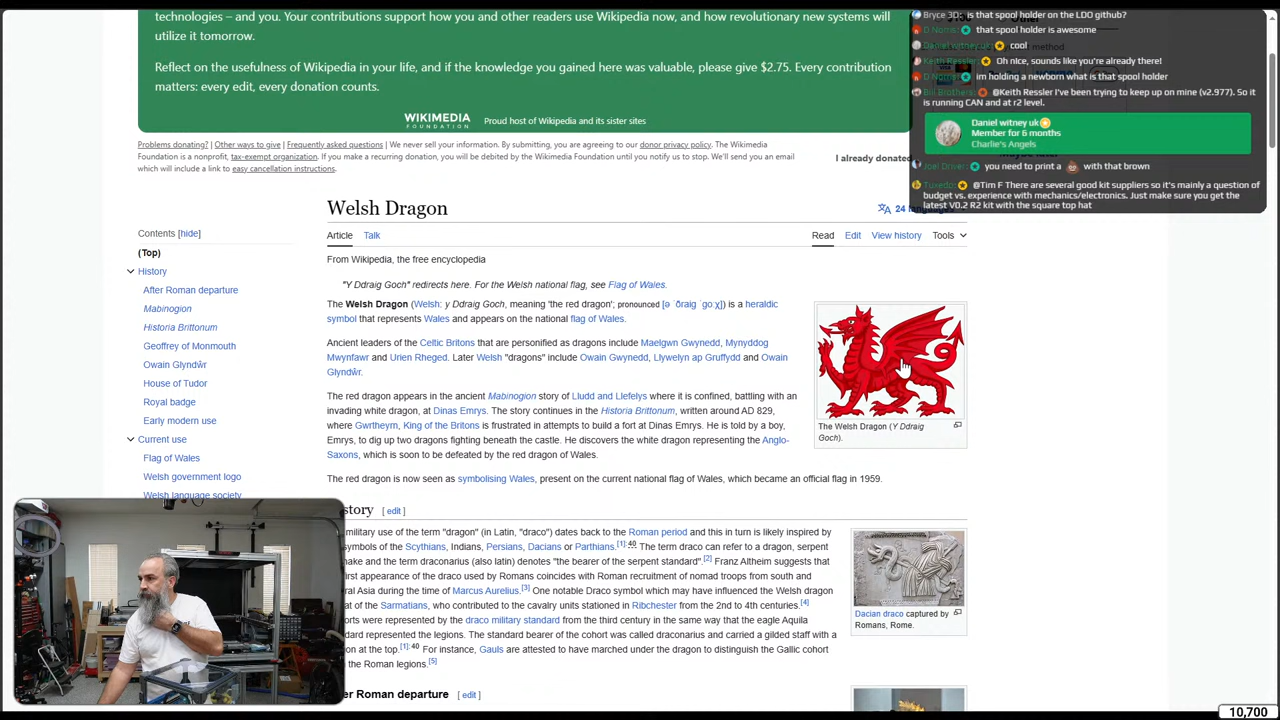 technologies – and you. Your contributions support how you and other readers use Wikipedia now, and how revolutionary new systems will
utilize it tomorrow.
Reflect on the usefulness of Wikipedia in your life, and if the knowledge you gained here was valuable, please give $2.75. Every contribution
matters: every edit, every donation counts.
WIKIMEDIA
FOUNDATION
Proud host of Wikipedia and its sister sites
Problems donating? | Other ways to give | Frequently asked questions | We never sell your information. By submitting, you are agreeing to our donor privacy policy. The Wikimedia
Foundation is a nonprofit, tax-exempt organization. If you make a recurring donation, you will be debited by the Wikimedia Foundation until you notify us to stop. We'll send you an email
which will include a link to easy cancellation instructions.
I already donated
Bryce 3D: is that spool holder on the LDO github?
D Norris that spool holder is awesome
Daniel witney uk cool
Keith Ressler Oh nice, sounds like you're already there!
D Norris im holding a newborn what is that spool holder
Bill Brothers @Keith Ressler I've been trying to keep up on mine (v2.977). So it
is running CAN and at r2 level.
Daniel witney uk
Member for 6 months
Charlie's Angels
Joel Driver you need to print a 💩 with that brown
Tuxedo @Tim F There are several good kit suppliers so it's mainly a question of
budget vs. experience with mechanics/electronics. Just make sure you get the
latest V0.2 R2 kit with the square top hat
Welsh Dragon
24 languages
Contents [hide]
(Top)
History
After Roman departure
Mabinogion
Historia Brittonum
Geoffrey of Monmouth
Owain Glyndŵr
House of Tudor
Royal badge
Early modern use
Current use
Flag of Wales
Welsh government logo
Welsh language society
Article Talk
Read Edit View history Tools
From Wikipedia, the free encyclopedia
"Y Ddraig Goch" redirects here. For the Welsh national flag, see Flag of Wales.
The Welsh Dragon (Welsh: y Ddraig Goch, meaning 'the red dragon'; pronounced [ə ˈðraiɡ ˈɡoːχ]) is a heraldic
symbol that represents Wales and appears on the national flag of Wales.
Ancient leaders of the Celtic Britons that are personified as dragons include Maelgwn Gwynedd, Mynyddog
Mwynfawr and Urien Rheged. Later Welsh "dragons" include Owain Gwynedd, Llywelyn ap Gruffydd and Owain
Glyndŵr.
The red dragon appears in the ancient Mabinogion story of Lludd and Llefelys where it is confined, battling with an
invading white dragon, at Dinas Emrys. The story continues in the Historia Brittonum, written around AD 829,
where Gwrtheyrn, King of the Britons is frustrated in attempts to build a fort at Dinas Emrys. He is told by a boy,
Emrys, to dig up two dragons fighting beneath the castle. He discovers the white dragon representing the Anglo-
Saxons, which is soon to be defeated by the red dragon of Wales.
The red dragon is now seen as symbolising Wales, present on the current national flag of Wales, which became an official flag in 1959.
The Welsh Dragon (Y Ddraig
Goch).
story [ edit ]
military use of the term "dragon" (in Latin, "draco") dates back to the Roman period and this in turn is likely inspired by
symbols of the Scythians, Indians, Persians, Dacians or Parthians.[1]:40 The term draco can refer to a dragon, serpent
ake and the term draconarius (also latin) denotes "the bearer of the serpent standard".[2] Franz Altheim suggests that
irst appearance of the draco used by Romans coincides with Roman recruitment of nomad troops from south and
ral Asia during the time of Marcus Aurelius.[3] One notable Draco symbol which may have influenced the Welsh dragon
at of the Sarmatians, who contributed to the cavalry units stationed in Ribchester from the 2nd to 4th centuries.[4]
orts were represented by the draco military standard from the third century in the same way that the eagle Aquila
dard represented the legions. The standard bearer of the cohort was called draconarius and carried a gilded staff with a
on at the top.[1]:40 For instance, Gauls are attested to have marched under the dragon to distinguish the Gallic cohort
the Roman legions.[5]
Dacian draco captured by
Romans, Rome.
er Roman departure [ edit ]
10,700